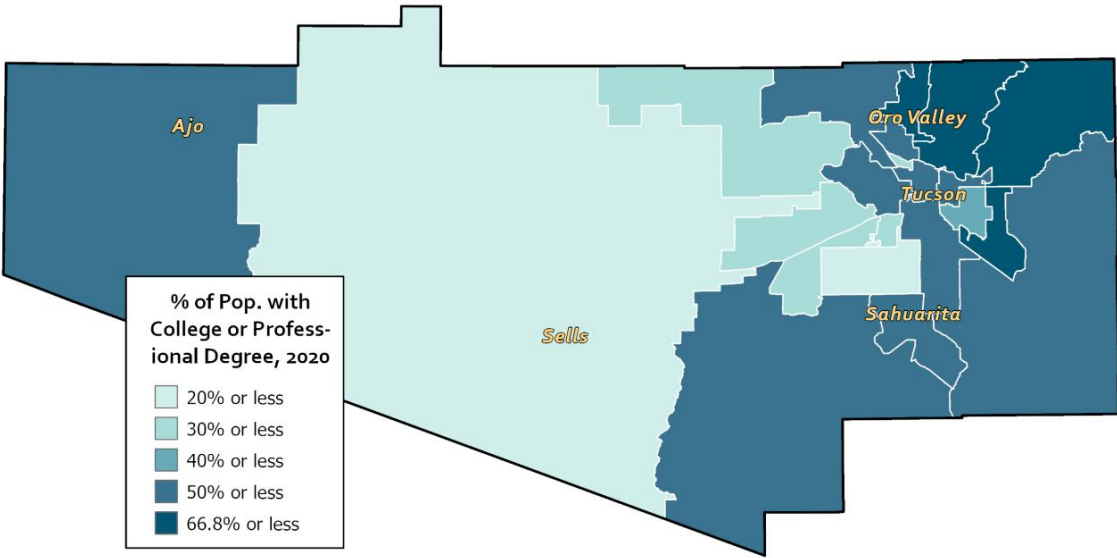 Ajo
Oro Valley
Tucson
Sahuarita
Sells
% of Pop. with
College or Profess-
ional Degree, 2020
20% or less
30% or less
40% or less
50% or less
66.8% or less